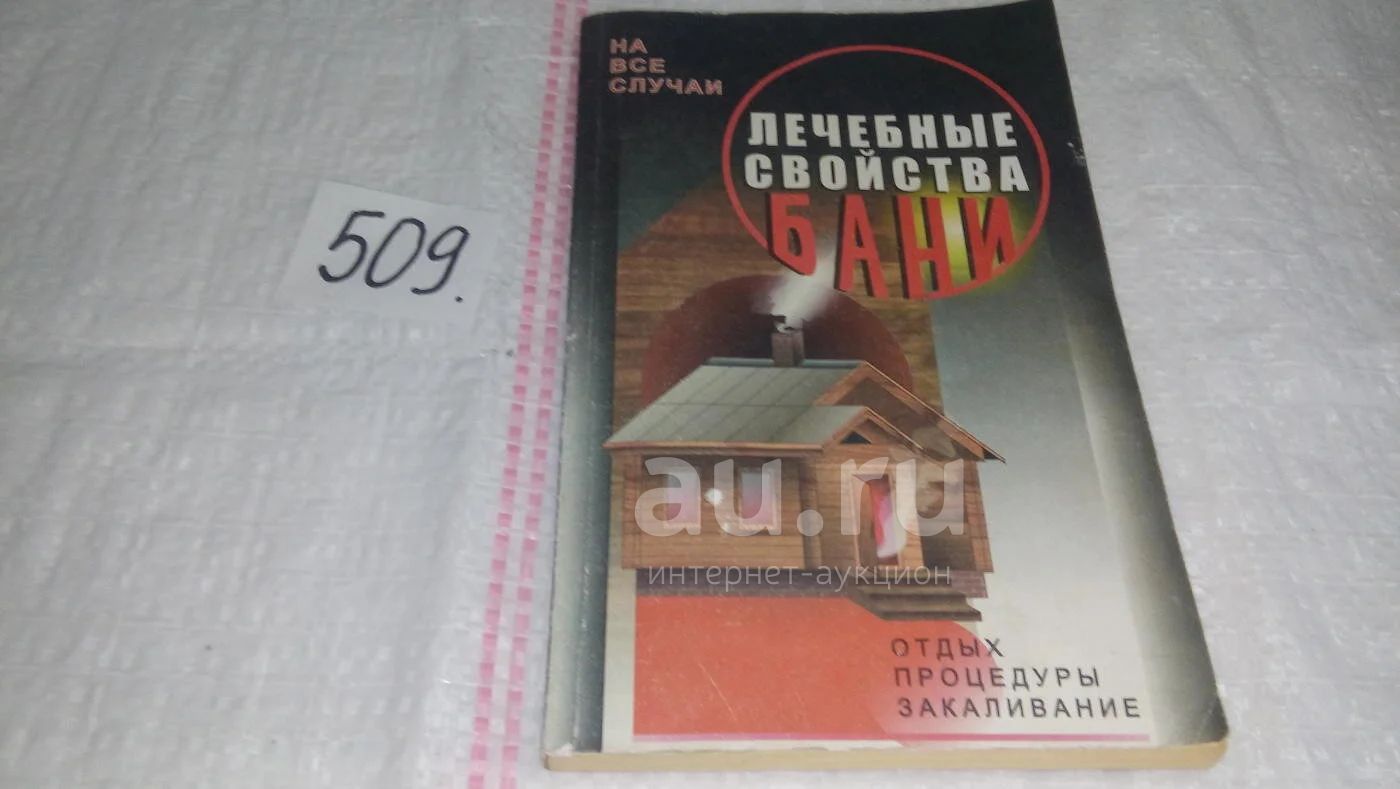 509.
НА
ВСЕ
СЛУЧАИ
ЛЕЧЕБНЫЕ
СВОЙСТВА
БАНИ
au.ru
интернет-аукцион
ОТДЫХ
ПРОЦЕДУРЫ
ЗАКАЛИВАНИЕ